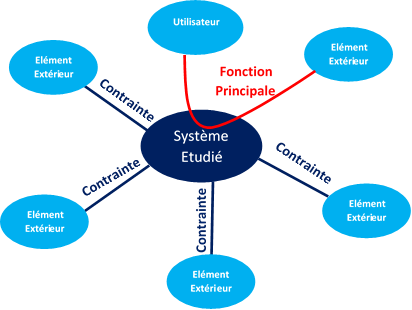 Utilisateur
Elément
Extérieur
Fonction
Principale
Elément
Extérieur
Contrainte
Système
Etudié
Contrainte
Contrainte
Elément
Extérieur
Contrainte
Elément
Extérieur
Elément
Extérieur